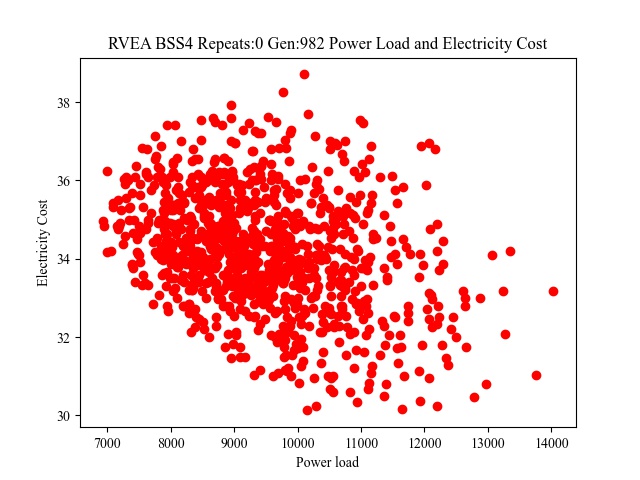 RVEA BSS4 Repeats:0 Gen:982 Power Load and Electricity Cost
38
36
34
32
30
Electricity Cost
7000 8000 9000 10000 11000 12000 13000 14000
Power load